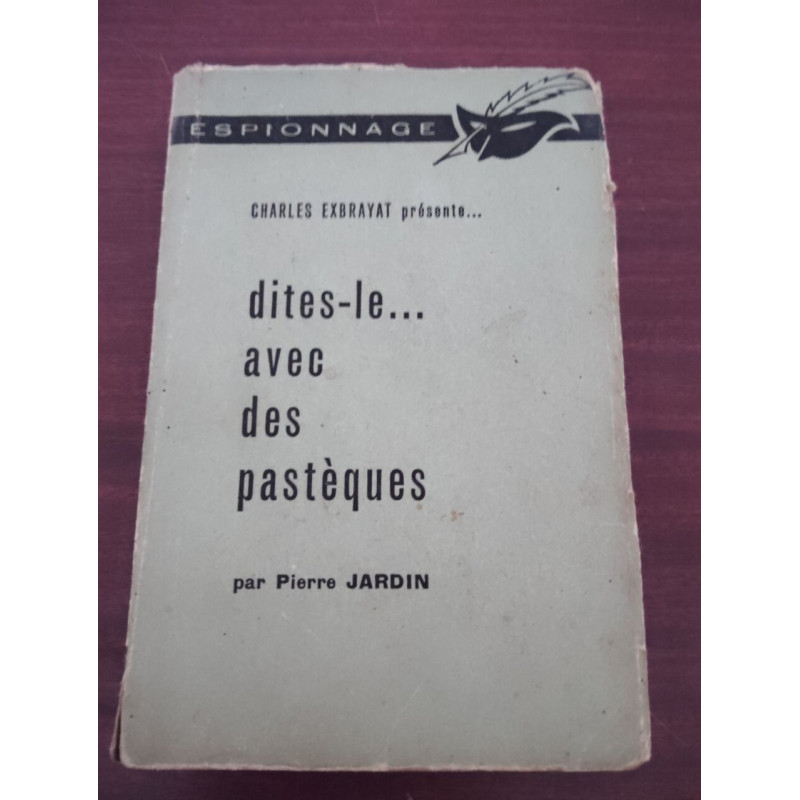 ESPIONNAGE
CHARLES EXBRAYAT présente...
dites-le...
avec
des
pastèques
par Pierre JARDIN